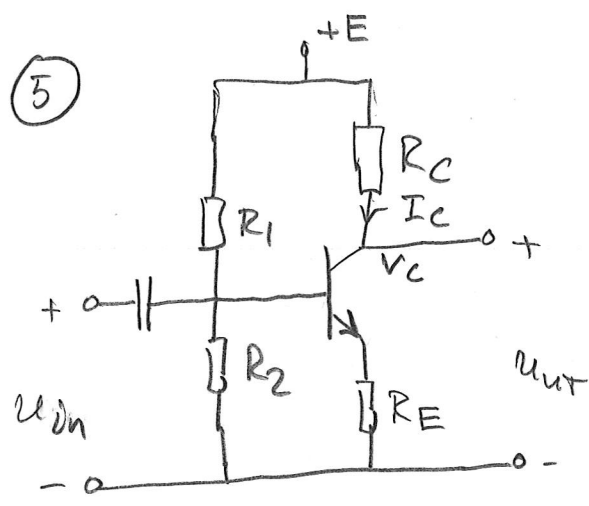 +E
5
RC
IC
R1
+
+
VC
R2
uin
uut
RE
-
-